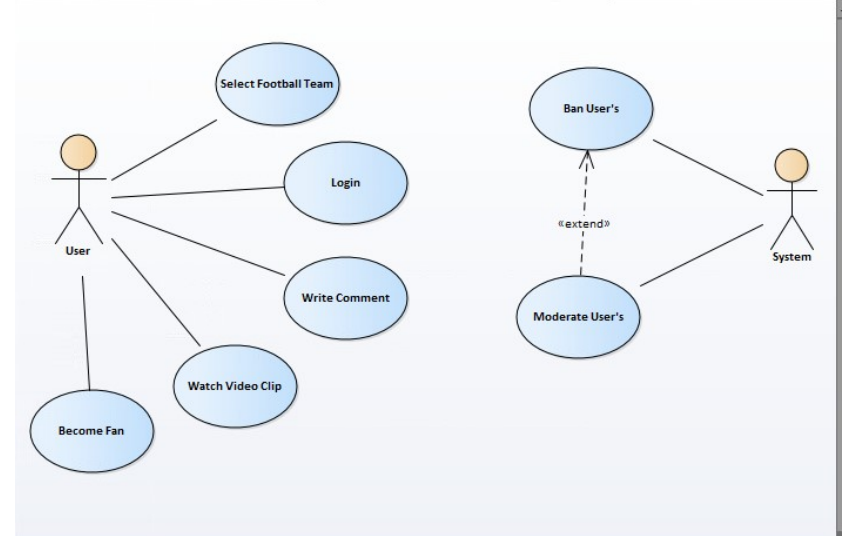 Select Football Team
Ban User's
Login
«extend»
User
System
Write Comment
Moderate User's
Watch Video Clip
Become Fan